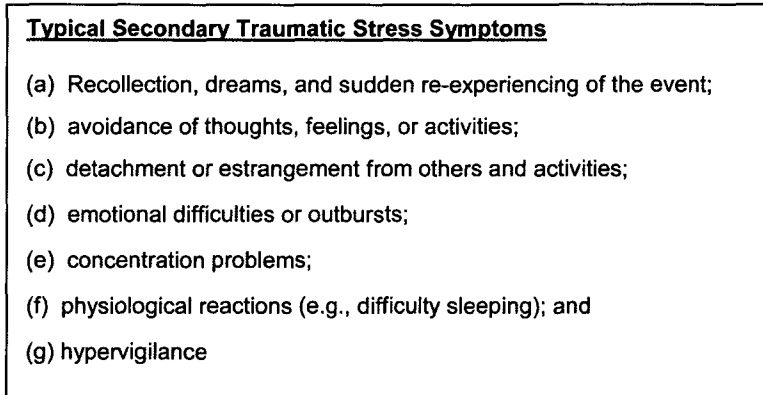 Typical Secondary Traumatic Stress Symptoms
(a) Recollection, dreams, and sudden re-experiencing of the event;
(b) avoidance of thoughts, feelings, or activities;
(c) detachment or estrangement from others and activities;
(d) emotional difficulties or outbursts;
(e) concentration problems;
(f) physiological reactions (e.g., difficulty sleeping); and
(g) hypervigilance